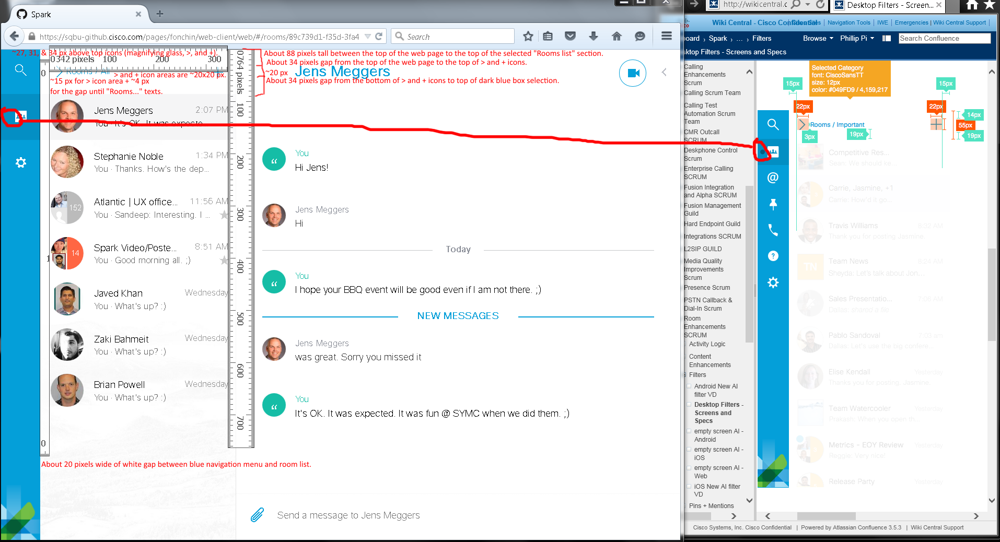 Spark
https://sqbu-github.cisco.com/pages/fonchin/web-client/web/#/rooms/89c739d1-f35d-3fa4
Search
~27, 31, & 34 px above top icons (magnifying glass, >, and +).
0 342 pixels
100
200
300
> and + icon areas are ~20x20 px.
~15 px for > icon area + ~4 px
for the gap until "Rooms..." texts.
Jens Meggers
2:07 PM
You · It's OK. It was expecte...
Stephanie Noble
1:34 PM
You · Thanks. How's the dep...
Atlantic | UX office...
11:56 AM
152
You · Sandeep: Interesting. I ...
Spark Video/Poste...
8:51 AM
14
You · Good morning all. ;)
Javed Khan
Wednesday
You · What's up? :)
Zaki Bahmeit
Wednesday
You · What's up? :)
Brian Powell
Wednesday
You · What's up? :)
0
1
0
About 20 pixels wide of white gap between blue navigation menu and room list.
0764 pixels
100
200
300
400
500
600
700
About 88 pixels tall between the top of the web page to the top of the selected "Rooms list" section.
About 34 pixels gap from the top of the web page to the top of > and + icons.
~20 px
Jens Meggers
About 34 pixels gap from the bottom of > and + icons to top of dark blue box selection.
You
Hi Jens!
Jens Meggers
Hi
Today
You
I hope your BBQ event will be good even if I am not there. ;)
NEW MESSAGES
Jens Meggers
was great. Sorry you missed it
You
It's OK. It was expected. It was fun @ SYMC when we did them. ;)
Send a message to Jens Meggers
http://wikicentral.c
Desktop Filters - Screen...
Wiki Central - Cisco Confidential
Navigation Tools
IWE
Emergencies
Wiki Central Support
board › Spark › ... › Filters
Browse
Phillip Pi
Search Confluence
ktop Filters - Screens and Specs
Calling
Enhancements
Scrum
Calling Scrum Team
Calling Test
Automation Scrum
Team
CMR Outcall
SCRUM
Deskphone Control
Scrum
Enterprise Calling
SCRUM
Fusion Integration
and Alpha SCRUM
Fusion Management
Guild
Hard Endpoint Guild
Integrations SCRUM
L2SIP GUILD
Media Quality
Improvements
Scrum
Presence Scrum
PSTN Callback &
Dial-In Scrum
Room
Enhancements
SCRUM
Activity Logic
Content
Enhancements
Filters
Android New AI
filter VD
Desktop Filters -
Screens and
Specs
empty screen AI -
Android
empty screen AI -
iOS
empty screen AI -
Web
iOS New AI filter
VD
Pins + Mentions
Selected Category
font: CiscoSansTT
size: 12px
color: #049FD9 / 4,159,217
15px
15px
22px
22px
14px
55px
19px
Rooms / Important
3px
19px
Competitive Res...
Sean: We should ke...
Carrie, Jasmine, +1
Carrie: How'd it go...
Travis Williams
8:32 AM
Thank you for posting Jasmine.
TN
Team News
8:24 AM
Sheyda: Let's talk about Jon...
Sales Presentatio...
7:06 AM
Dallas: shared a file
Pablo Sandoval
7:03 am
Dallas: Let's use the big confere...
Elise Kendall
Yesterday
Thanks you for posting. Jasmine.
Team Watercooler
Yesterday
Praxash: When you open th...
Metrics - EOY Review
Yesterday
Reggie: Very nice!
Release Party
Yesterday
Cisco Systems, Inc. Cisco Confidential | Powered by Atlassian Confluence 3.5.3 | Wiki Central Support